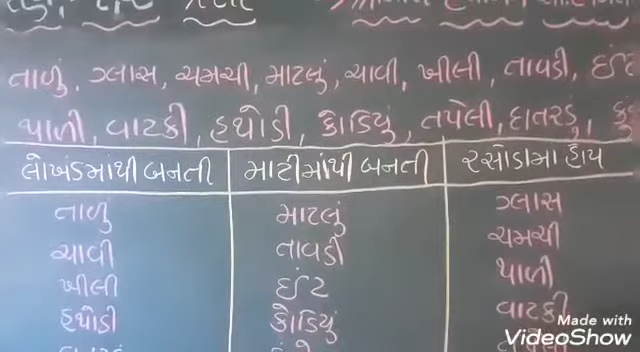 તાળું, ગ્લાસ, ચમચી, માટલું, ચાવી, ખીલી, તાવડી, ઈંટ
થાળી, વાટકી, હથોડી, કોડિયું, તપેલી, દાતરડું,
લોખંડમાંથી બનતી | માટીમાંથી બનતી | રસોડામા હોય
તાળું માટલું ગ્લાસ
ચાવી તાવડી ચમચી
ખીલી ઈંટ થાળી
હથોડી કોડિયું વાટકી
Made with
VideoShow